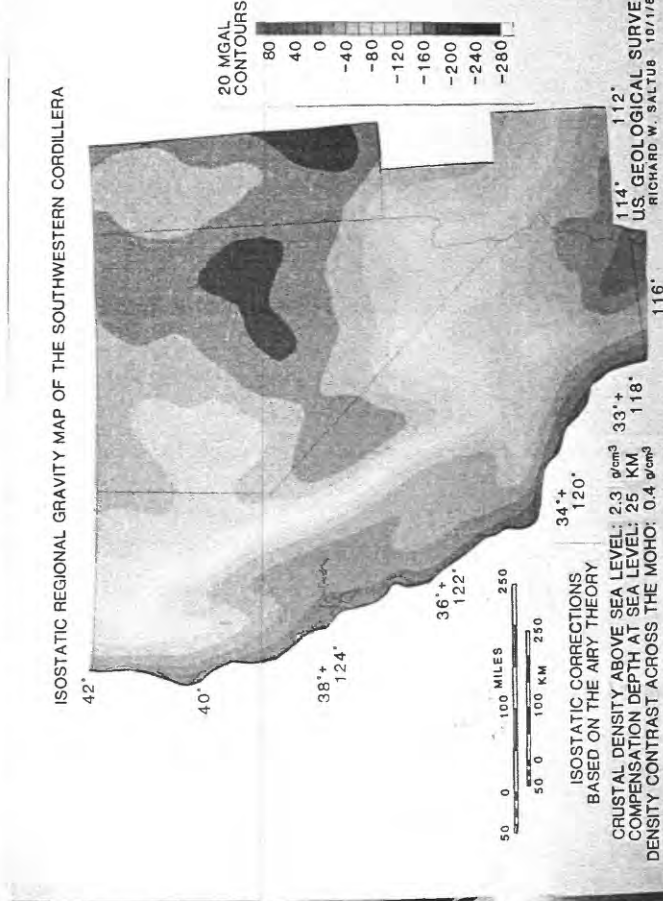 ISOSTATIC REGIONAL GRAVITY MAP OF THE SOUTHWESTERN CORDILLERA
20 MGAL
CONTOURS
80
40
0
-40
-80
-120
-160
-200
-240
-280
42°
40°
38°+
124°
36°+
122°
34°+
120°
33°+
118°
116°
114°
112°
50 0 100 MILES 250
50 0 100 KM 250
ISOSTATIC CORRECTIONS
BASED ON THE AIRY THEORY
CRUSTAL DENSITY ABOVE SEA LEVEL: 2.3 g/cm³
COMPENSATION DEPTH AT SEA LEVEL: 25 KM
DENSITY CONTRAST ACROSS THE MOHO: 0.4 g/cm³
U.S. GEOLOGICAL SURVE
RICHARD W. SALTUS 10/1/8